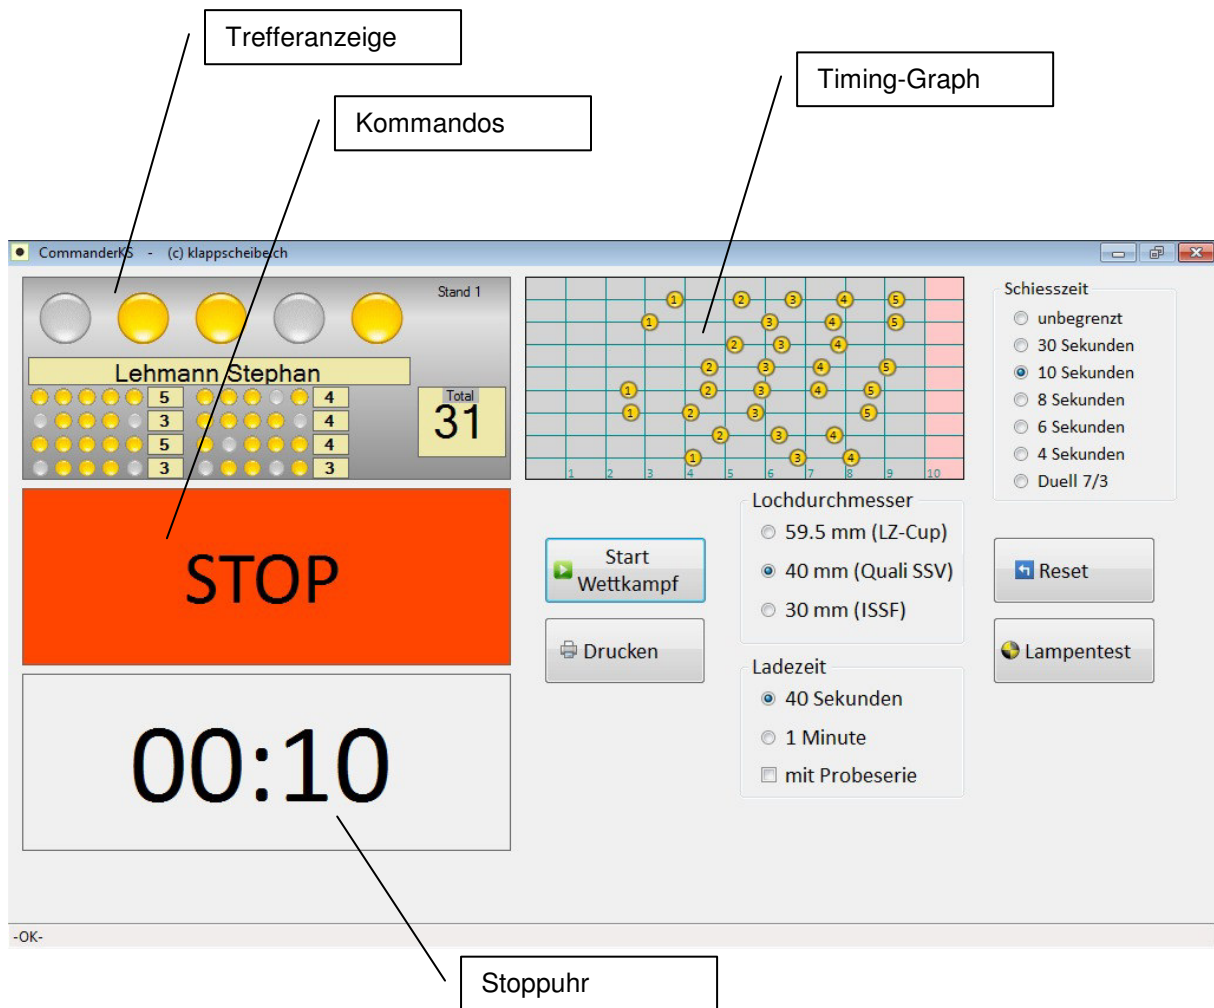 Trefferanzeige
Timing-Graph
Kommandos
CommanderKS - (c) klappscheibe.ch
Stand 1
Lehmann Stephan
5 4
3 4
5 4
3 3
Total
31
1 2 3 4 5
1 3 4 5
2 3 4
2 3 4 5
1 2 3 4 5
1 2 3 5
2 3 4
1 3 4
1 2 3 4 5 6 7 8 9 10
Schiesszeit
unbegrenzt
30 Sekunden
10 Sekunden
8 Sekunden
6 Sekunden
4 Sekunden
Duell 7/3
STOP
Start
Wettkampf
Drucken
Lochdurchmesser
59.5 mm (LZ-Cup)
40 mm (Quali SSV)
30 mm (ISSF)
Reset
Lampentest
Ladezeit
40 Sekunden
1 Minute
mit Probeserie
00:10
-OK-
Stoppuhr